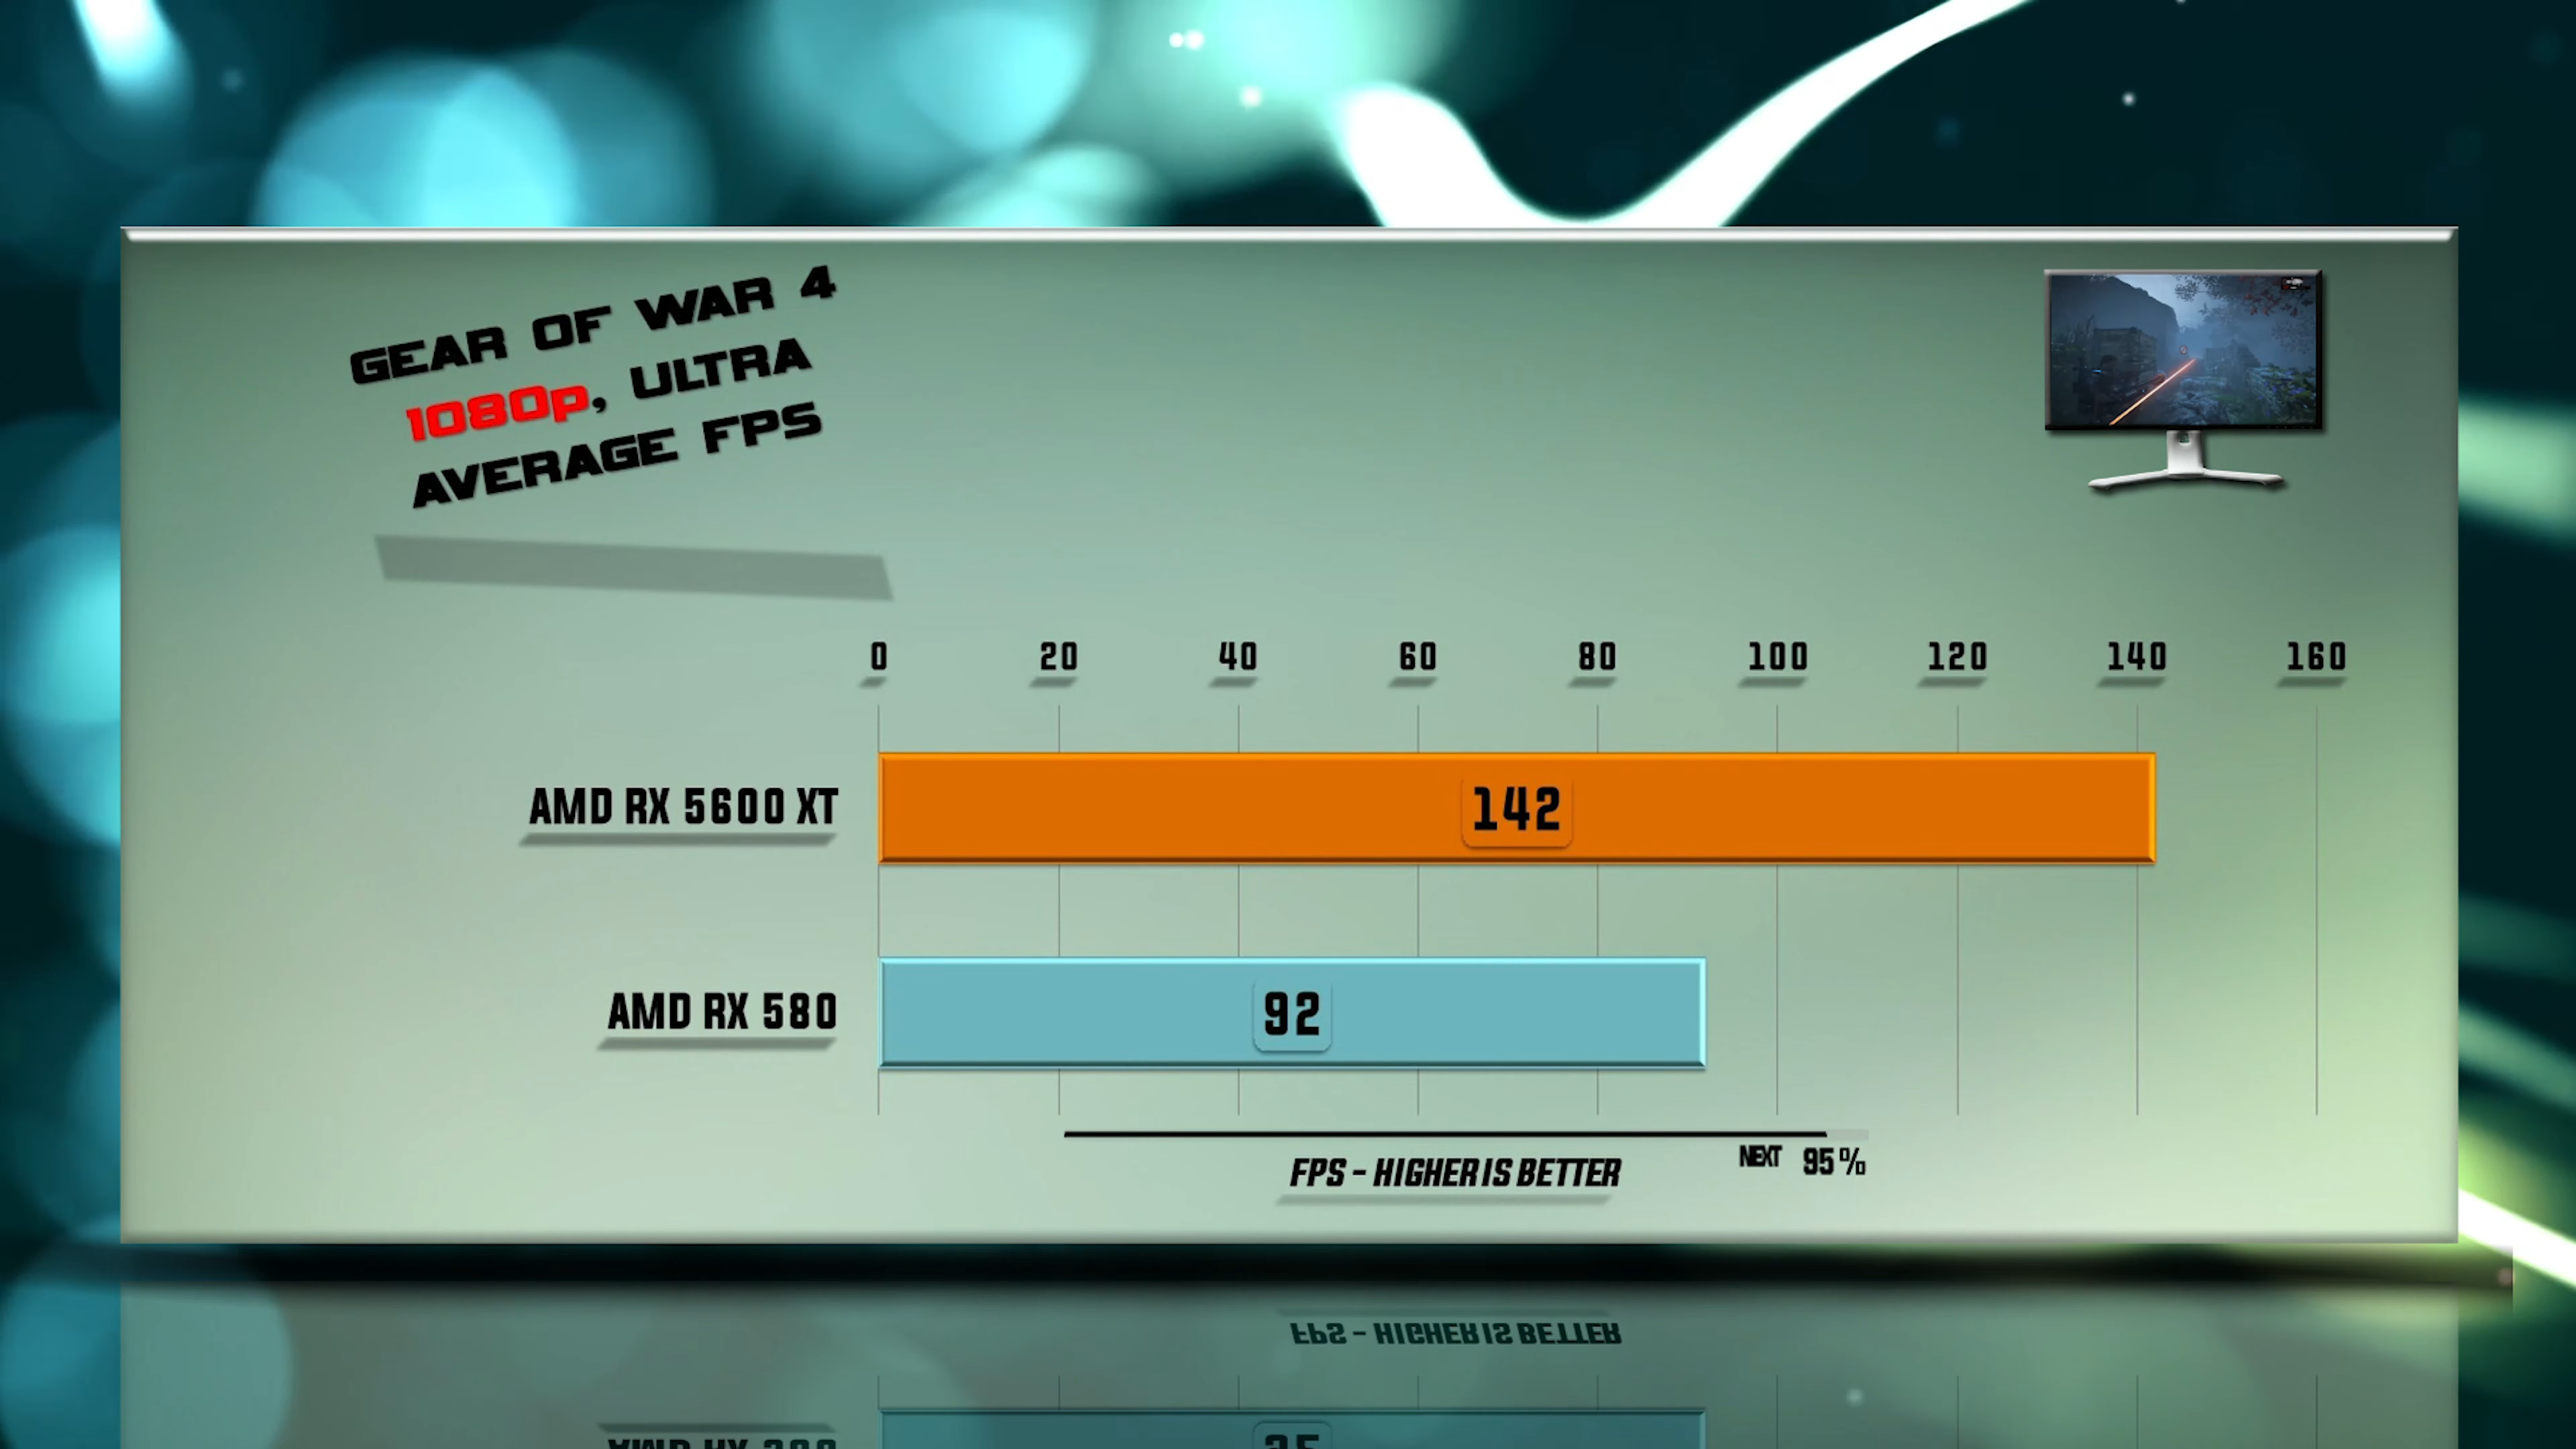 GEAR OF WAR 4
1080p, ULTRA
AVERAGE FPS
0 20 40 60 80 100 120 140 160
AMD RX 5600 XT 142
AMD RX 580 92
FPS - HIGHER IS BETTER
NEXT 95%